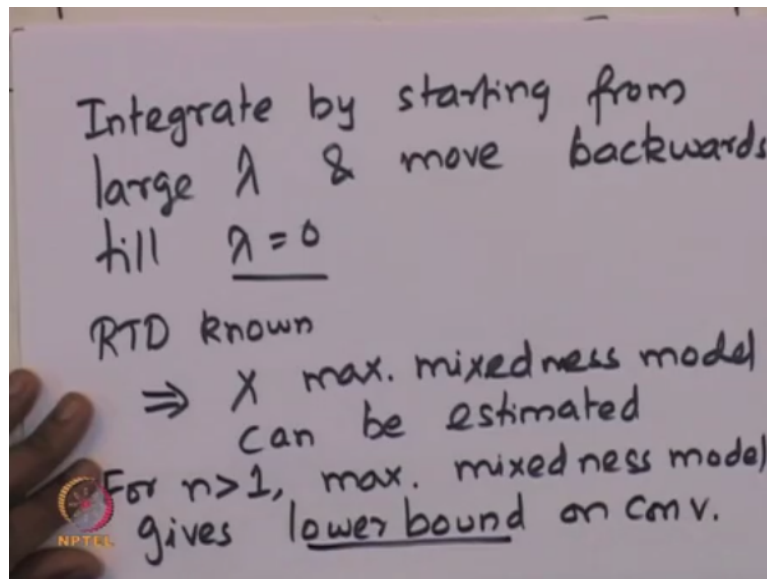 Integrate by starting from
large λ & move backwards
till λ = 0
RTD known
⇒ X max. mixedness model
can be estimated
For n>1, max. mixedness model
gives lower bound on conv.
NPTEL